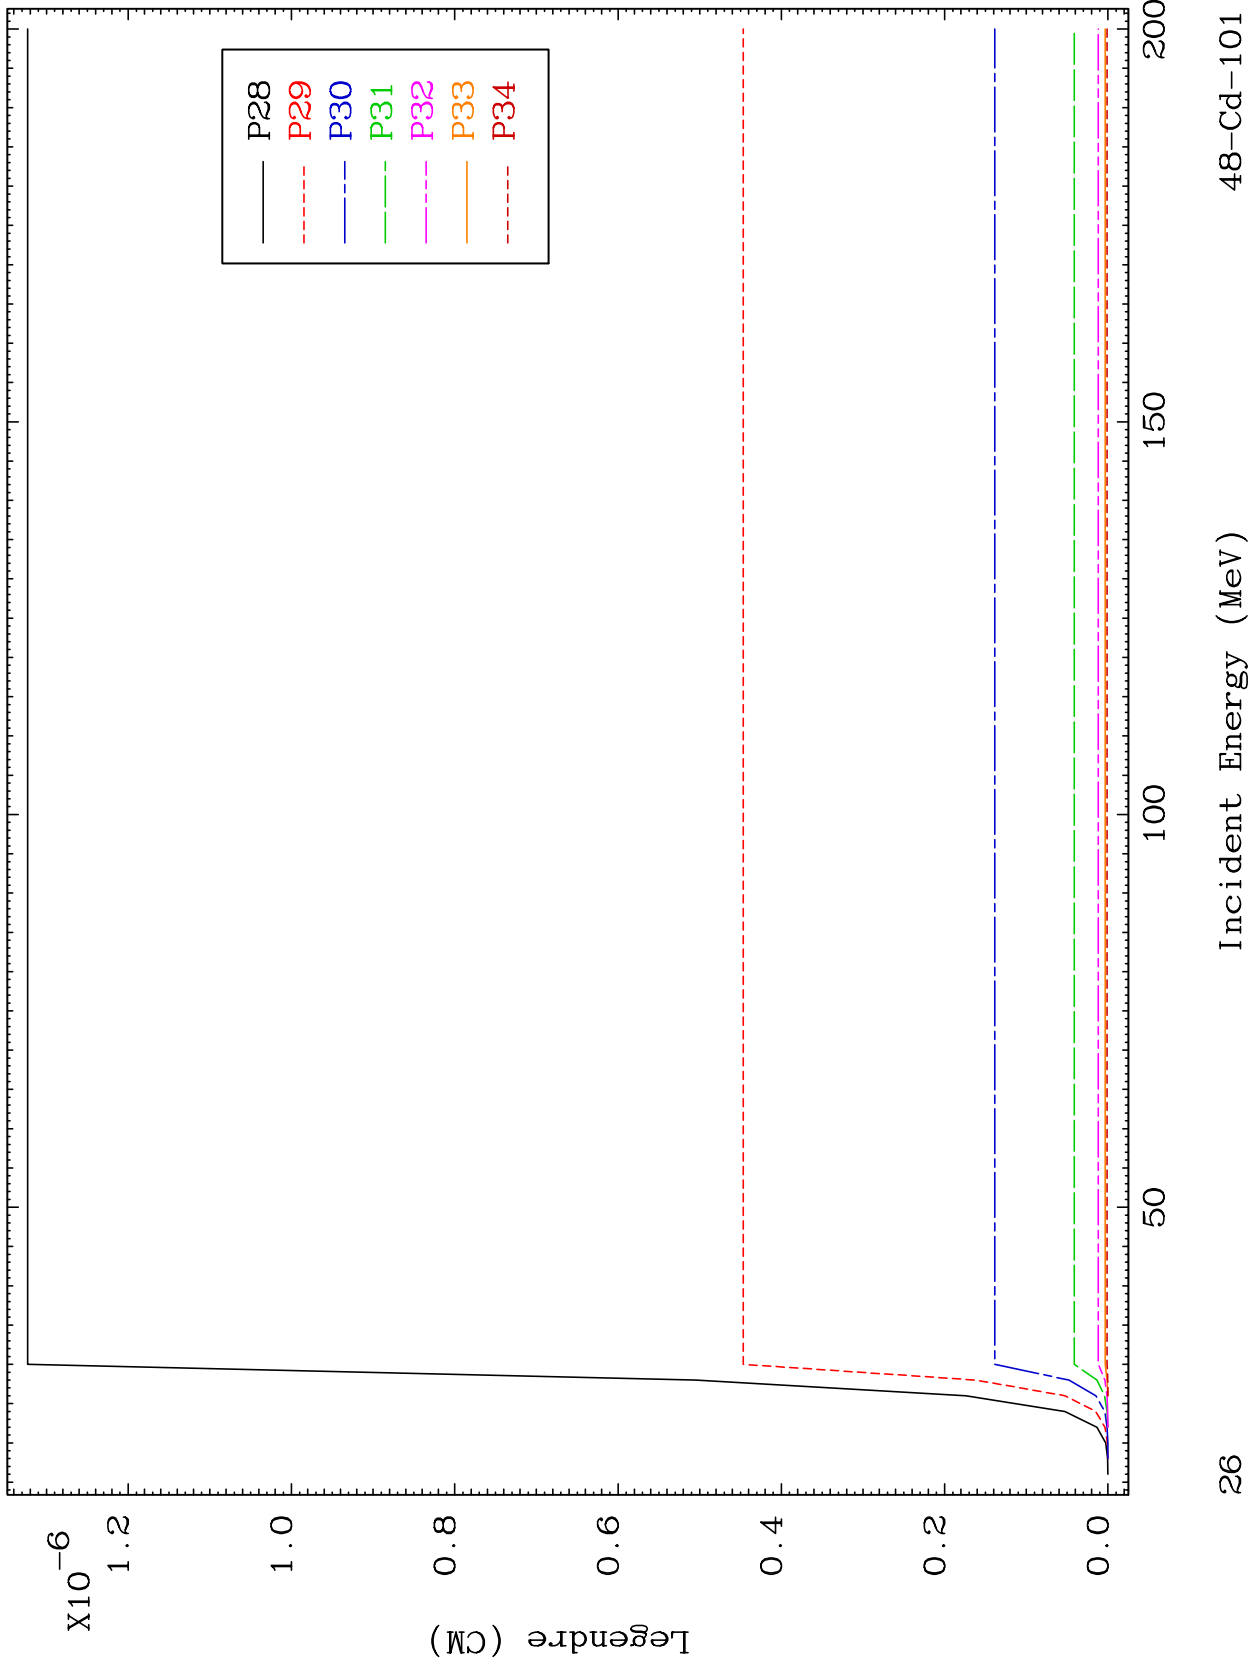 X10-6
1.2
1.0
0.8
0.6
0.4
0.2
0.0
Legendre (CM)
P28
P29
P30
P31
P32
P33
P34
50
100
150
200
Incident Energy (MeV)
26
48-Cd-101